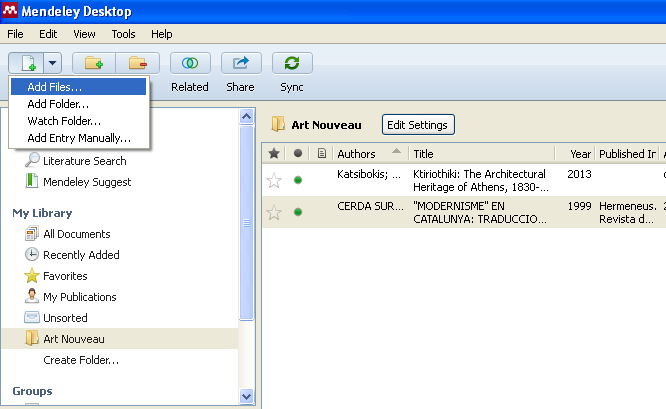 Mendeley Desktop
File Edit View Tools Help
Related Share Sync
Add Files...
Add Folder...
Watch Folder...
Add Entry Manually...
Literature Search
Mendeley Suggest
My Library
All Documents
Recently Added
Favorites
My Publications
Unsorted
Art Nouveau
Create Folder...
Groups
Art Nouveau Edit Settings
Authors Title Year Published In
Katsibokis; ... Ktiriothiki: The Architectural 2013
Heritage of Athens, 1830-...
CERDA SUR... "MODERNISME" EN 1999 Hermeneus.
CATALUNYA: TRADUCCIO... Revista d...